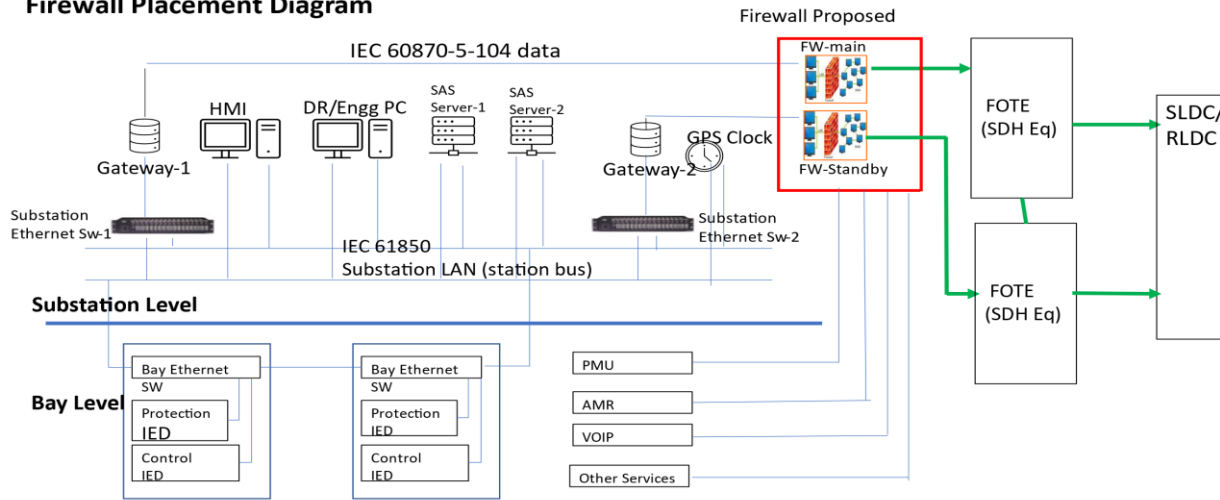 Firewall Placement Diagram
Firewall Proposed
IEC 60870-5-104 data
FW-main
HMI
DR/Engg PC
SAS
Server-1
SAS
Server-2
GPS Clock
Gateway-1
Gateway-2
FW-Standby
FOTE
(SDH Eq)
SLDC/
RLDC
Substation
Ethernet Sw-1
Substation
Ethernet Sw-2
IEC 61850
Substation LAN (station bus)
Substation Level
FOTE
(SDH Eq)
Bay Level
Bay Ethernet
SW
Protection
IED
Control
IED
Bay Ethernet
SW
Protection
IED
Control
IED
PMU
AMR
VOIP
Other Services